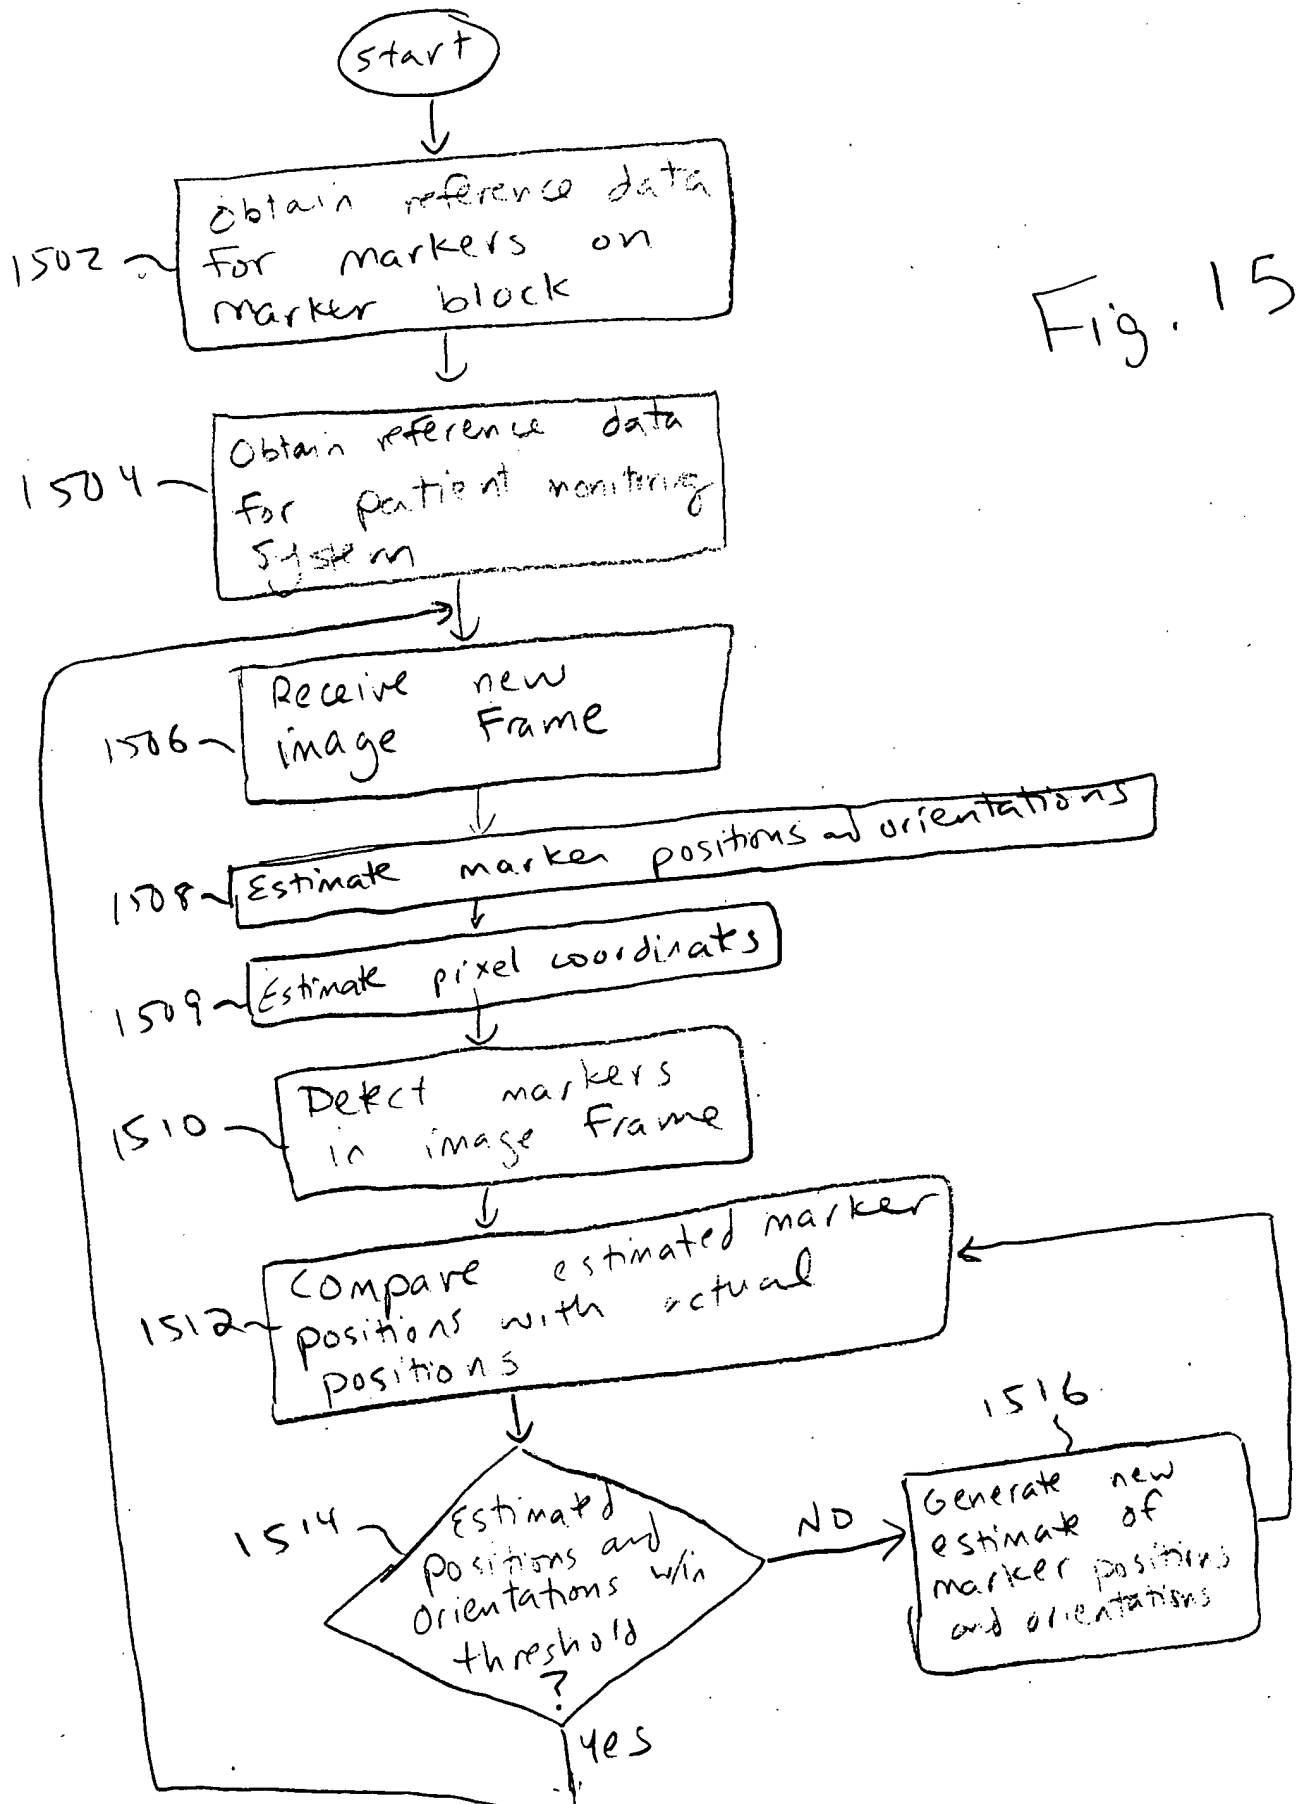 start
1502
Obtain reference data
for markers on
marker block
Fig. 15
1504
Obtain reference data
for patient monitoring
system
1506
Receive new
image Frame
1508
Estimate marker positions and orientations
1509
Estimate pixel coordinates
1510
Detect markers
in image Frame
1512
Compare estimated marker
positions with actual
positions
1514
Estimated
positions and
orientations w/in
threshold
?
NO
1516
Generate new
estimate of
marker positions
and orientations
yes